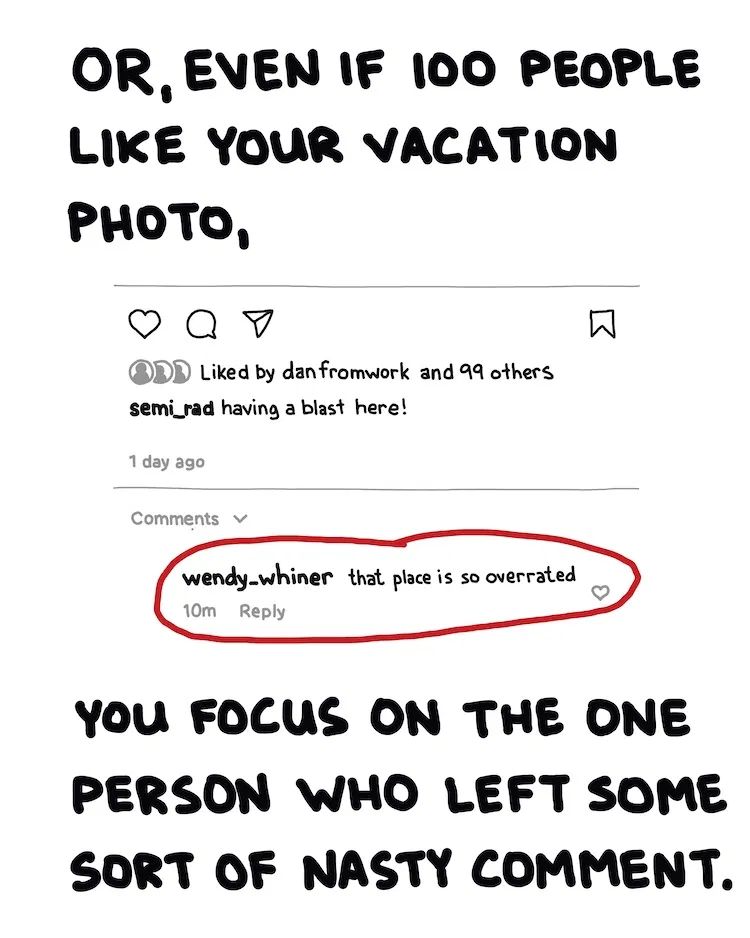 OR, EVEN IF 100 PEOPLE
LIKE YOUR VACATION
PHOTO,
Liked by danfromwork and 99 others
semi_rad having a blast here!
1 day ago
Comments
wendy_whiner that place is so overrated
10m Reply
YOU FOCUS ON THE ONE
PERSON WHO LEFT SOME
SORT OF NASTY COMMENT.